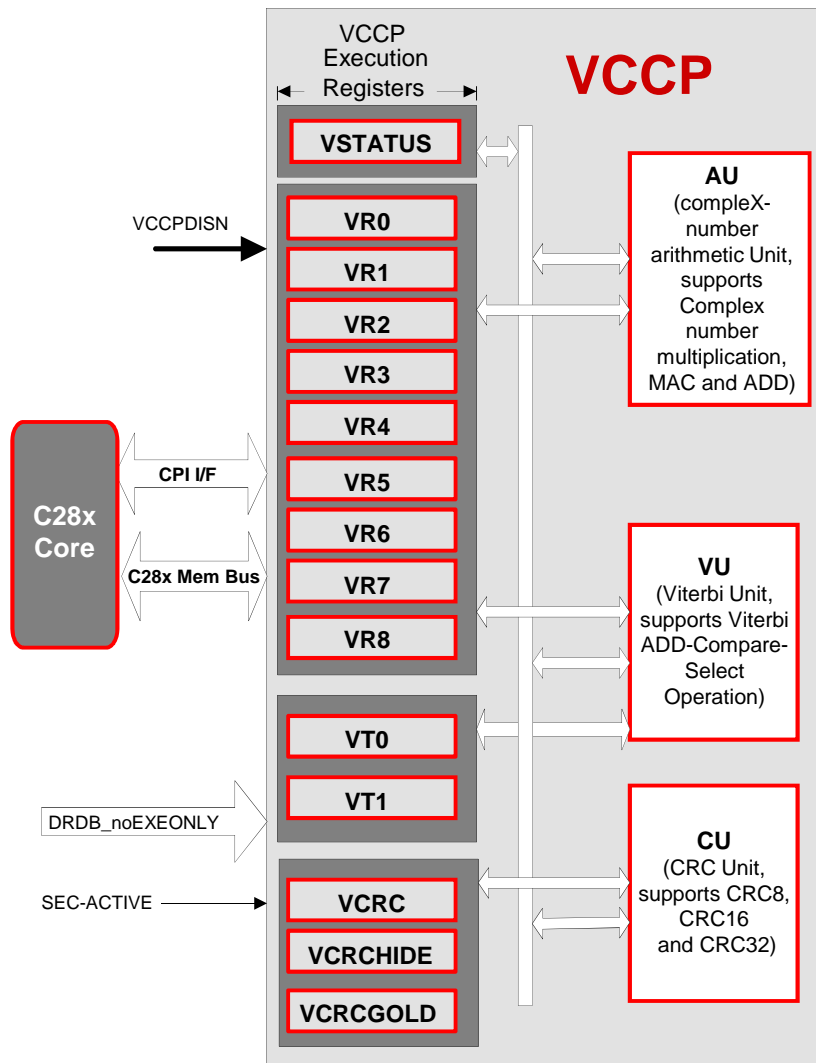 VCCP
Execution
Registers
VCCP
VSTATUS
VCCPDISN
VR0
VR1
VR2
VR3
VR4
VR5
VR6
VR7
VR8
C28x
Core
CPI I/F
C28x Mem Bus
AU
(compleX-
number
arithmetic Unit,
supports
Complex
number
multiplication,
MAC and ADD)
VU
(Viterbi Unit,
supports Viterbi
ADD-Compare-
Select
Operation)
VT0
VT1
DRDB_noEXEONLY
SEC-ACTIVE
VCRC
VCRCHIDE
VCRCGOLD
CU
(CRC Unit,
supports CRC8,
CRC16
and CRC32)